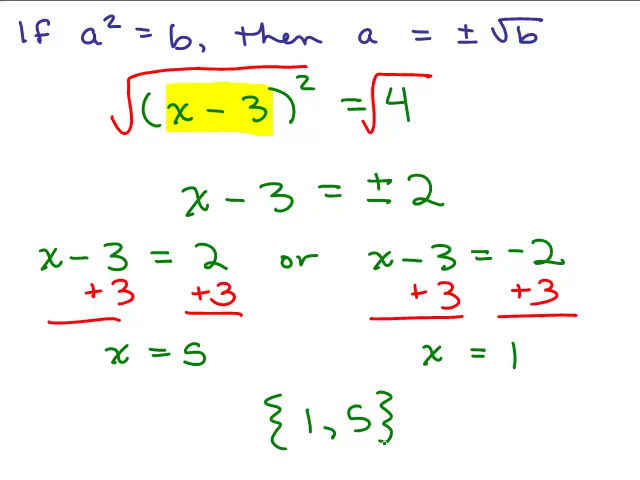 If a² = b, then a = ±√b
√(x - 3)² = √4
x - 3 = ±2
x - 3 = 2 or x - 3 = -2
+3 +3 +3 +3
x = 5 x = 1
{1, 5}